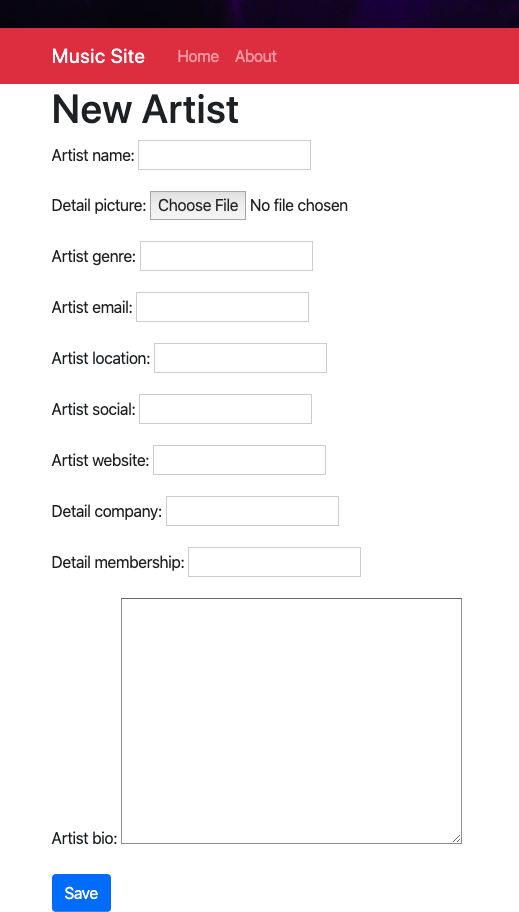 Music Site Home About
New Artist
Artist name:
Detail picture: Choose File No file chosen
Artist genre:
Artist email:
Artist location:
Artist social:
Artist website:
Detail company:
Detail membership:
Artist bio:
Save